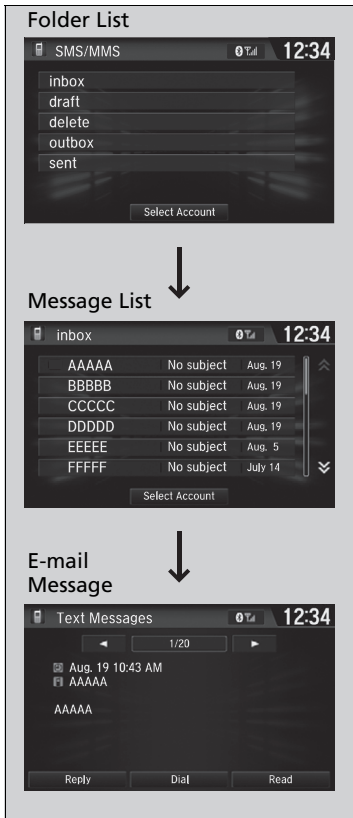 Folder List
SMS/MMS 12:34
inbox
draft
delete
outbox
sent
Select Account
Message List
inbox 12:34
AAAAA No subject Aug. 19
BBBBB No subject Aug. 19
CCCCC No subject Aug. 19
DDDDD No subject Aug. 19
EEEEE No subject Aug. 5
FFFFF No subject July 14
Select Account
E-mail
Message
Text Messages 12:34
1/20
Aug. 19 10:43 AM
AAAAA
AAAAA
Reply Dial Read